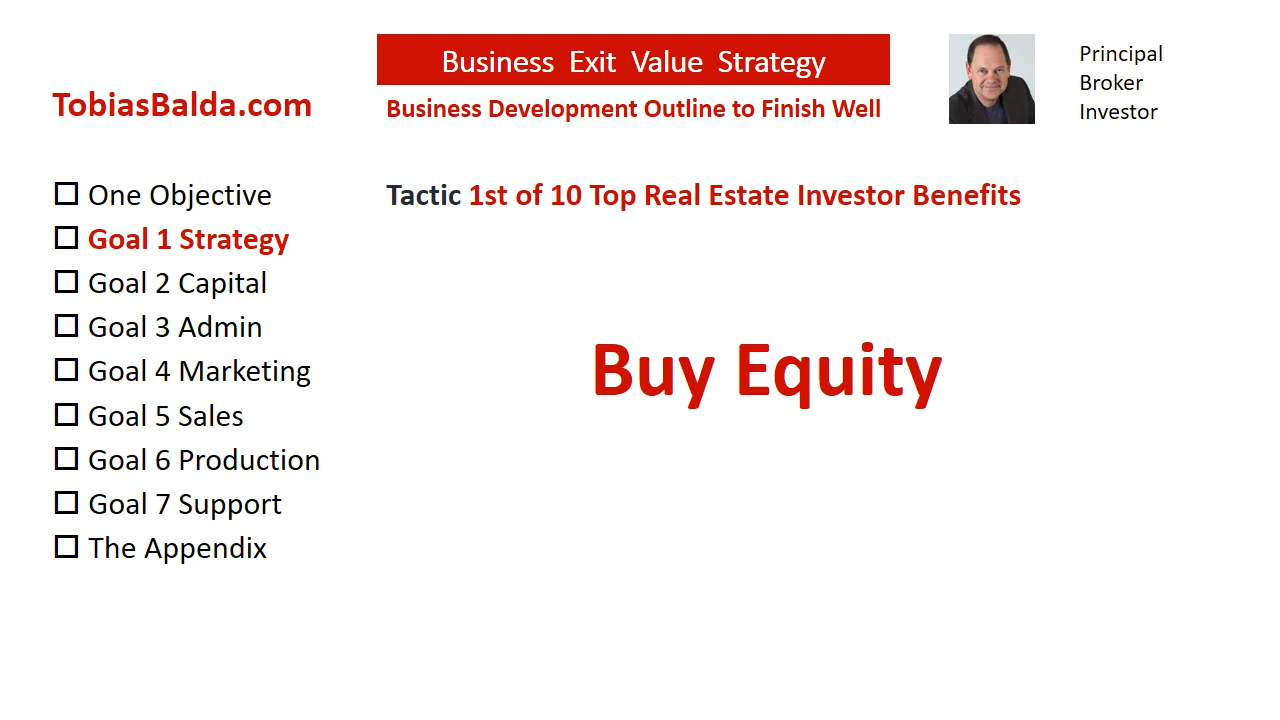 TobiasBalda.com
Business Exit Value Strategy
Business Development Outline to Finish Well
Principal
Broker
Investor
One Objective
Goal 1 Strategy
Goal 2 Capital
Goal 3 Admin
Goal 4 Marketing
Goal 5 Sales
Goal 6 Production
Goal 7 Support
The Appendix
Tactic 1st of 10 Top Real Estate Investor Benefits
Buy Equity